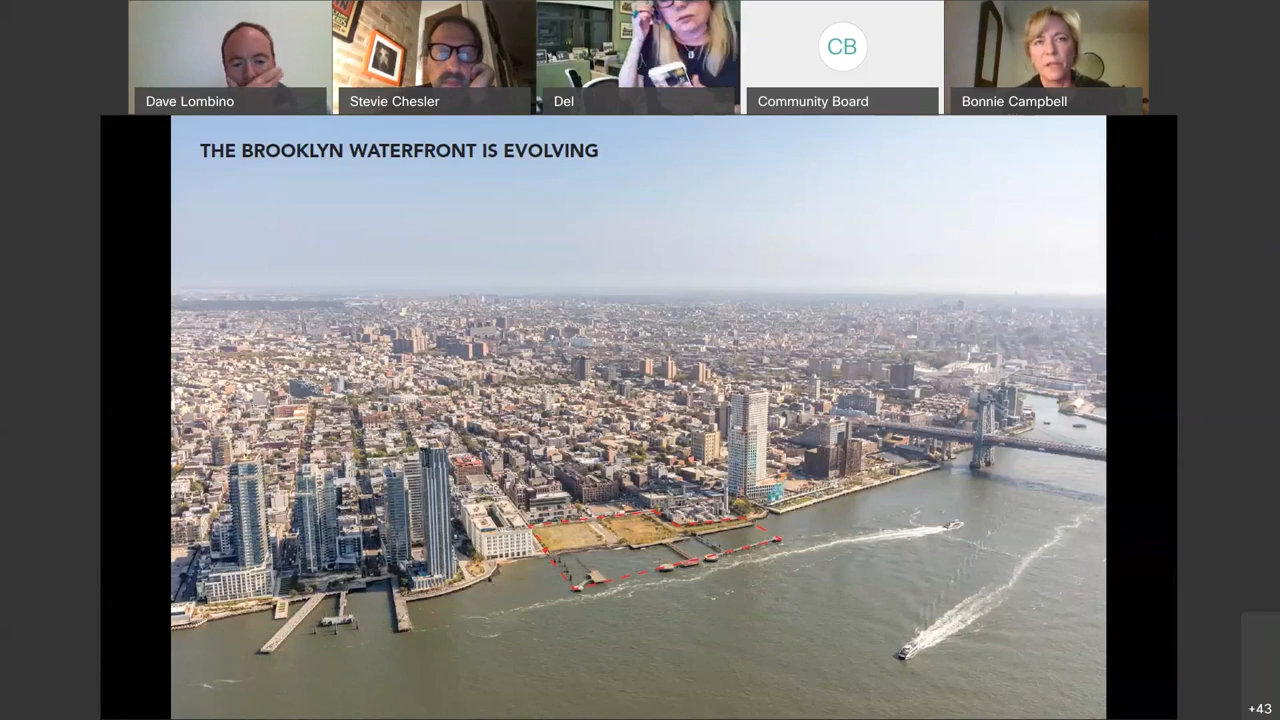 Dave Lombino
Stevie Chesler
Del
CB
Community Board
Bonnie Campbell
THE BROOKLYN WATERFRONT IS EVOLVING
+43